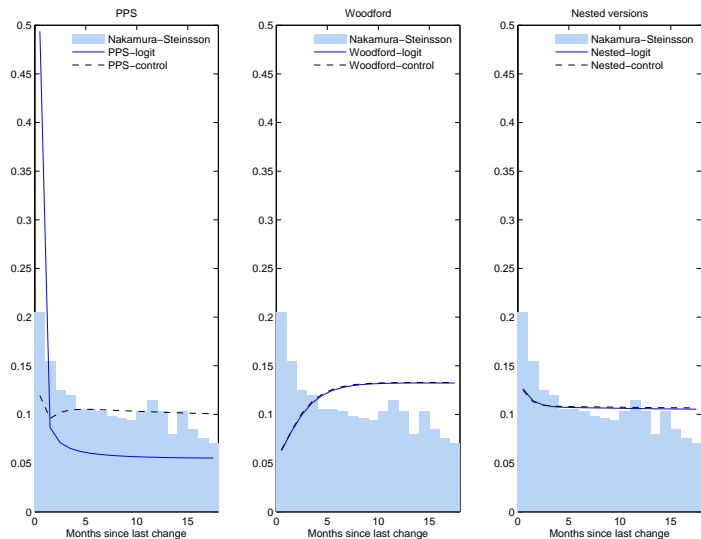 PPS
Nakamura−Steinsson
PPS−logit
PPS−control
0.5
0.45
0.4
0.35
0.3
0.25
0.2
0.15
0.1
0.05
0
0 5 10 15
Months since last change
Woodford
Nakamura−Steinsson
Woodford−logit
Woodford−control
0.5
0.45
0.4
0.35
0.3
0.25
0.2
0.15
0.1
0.05
0
0 5 10 15
Months since last change
Nested versions
Nakamura−Steinsson
Nested−logit
Nested−control
0.5
0.45
0.4
0.35
0.3
0.25
0.2
0.15
0.1
0.05
0
0 5 10 15
Months since last change